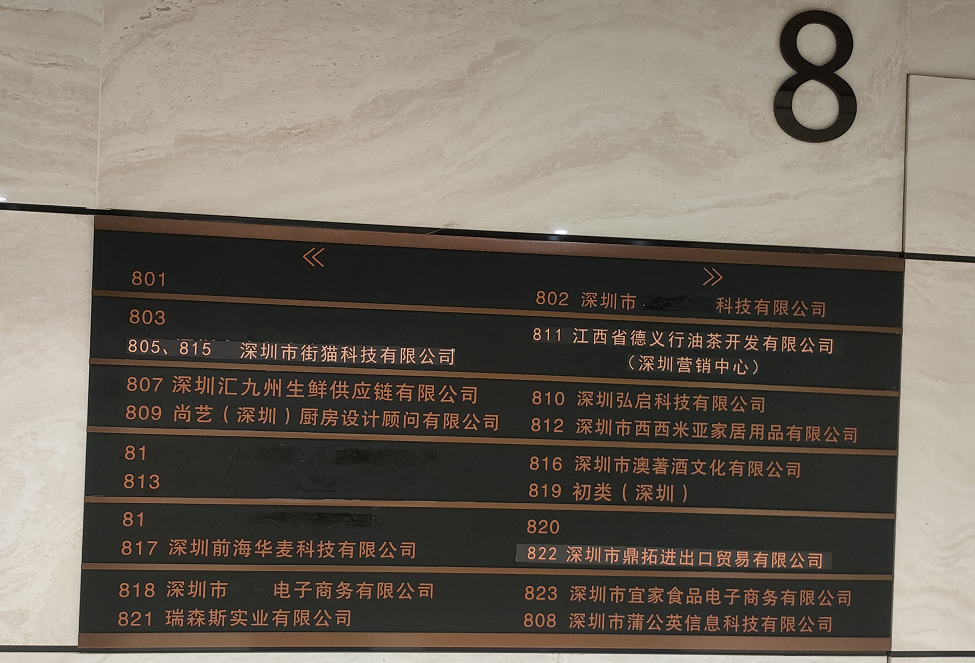 8
801
803
805、815 深圳市街猫科技有限公司
807 深圳汇九州生鲜供应链有限公司
809 尚艺（深圳）厨房设计顾问有限公司
81
813
81
817 深圳前海华麦科技有限公司
818 深圳市 电子商务有限公司
821 瑞森斯实业有限公司
802 深圳市 科技有限公司
811 江西省德义行油茶开发有限公司
（深圳营销中心）
810 深圳弘启科技有限公司
812 深圳市西西米亚家居用品有限公司
816 深圳市澳著酒文化有限公司
819 初类（深圳）
820
822 深圳市鼎拓进出口贸易有限公司
823 深圳市宜家食品电子商务有限公司
808 深圳市蒲公英信息科技有限公司